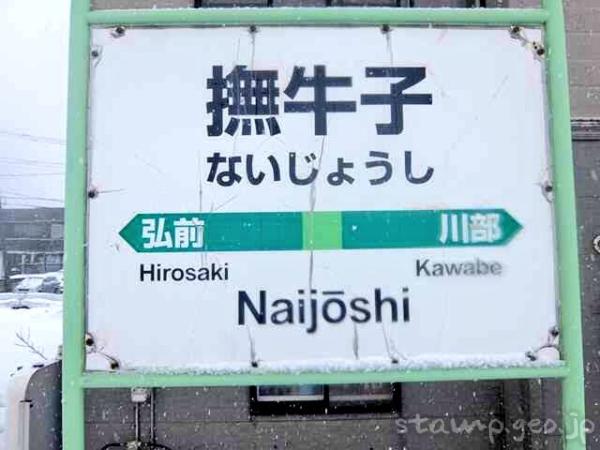 撫牛子
ないじょうし
弘前 川部
Hirosaki Kawabe
Naijōshi
stamp.geo.jp